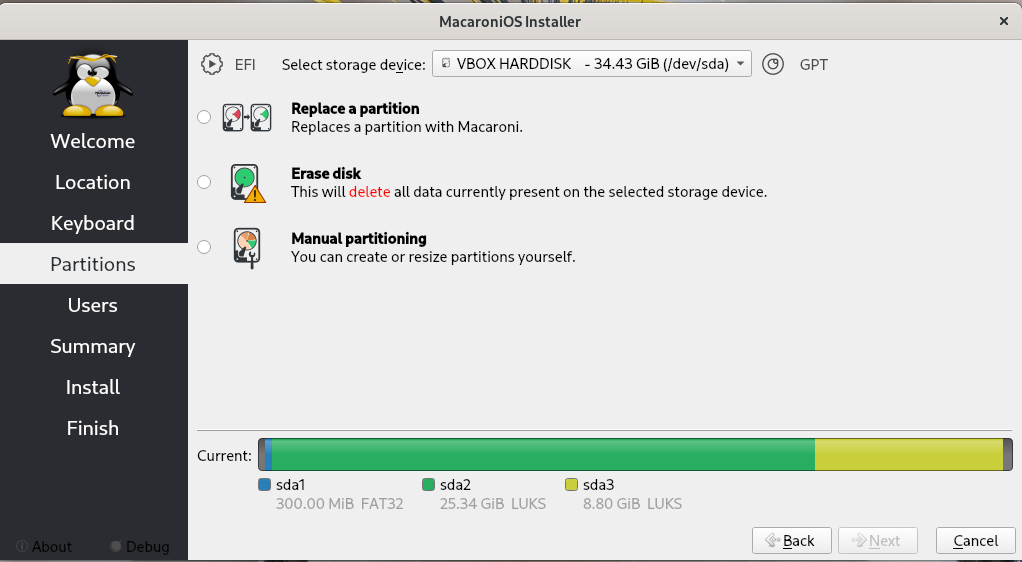 MacaroniOS Installer
EFI Select storage device: VBOX HARDDISK - 34.43 GiB (/dev/sda) GPT
Welcome
Location
Keyboard
Partitions
Users
Summary
Install
Finish
Replace a partition
Replaces a partition with Macaroni.
Erase disk
This will delete all data currently present on the selected storage device.
Manual partitioning
You can create or resize partitions yourself.
Current:
sda1 sda2 sda3
300.00 MiB FAT32 25.34 GiB LUKS 8.80 GiB LUKS
About Debug
Back Next Cancel